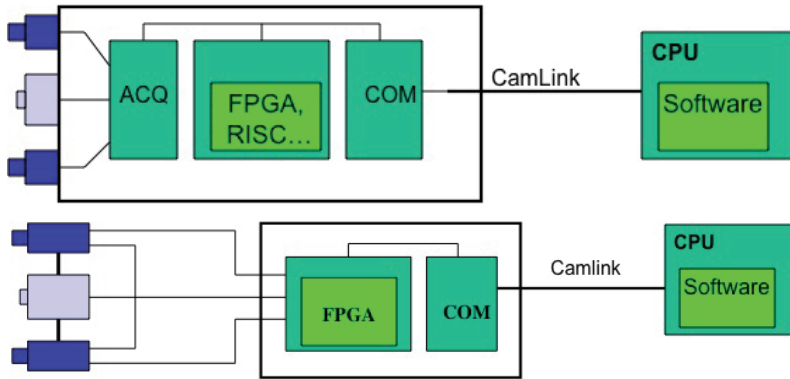 ACQ
FPGA,
RISC...
COM
CamLink
CPU
Software
FPGA
COM
Camlink
CPU
Software